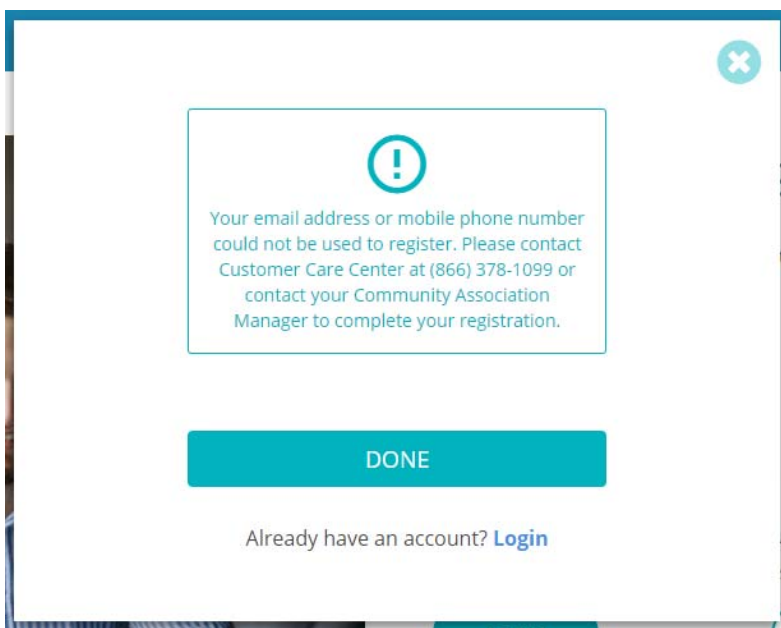 Your email address or mobile phone number
could not be used to register. Please contact
Customer Care Center at (866) 378-1099 or
contact your Community Association
Manager to complete your registration.
DONE
Already have an account? Login